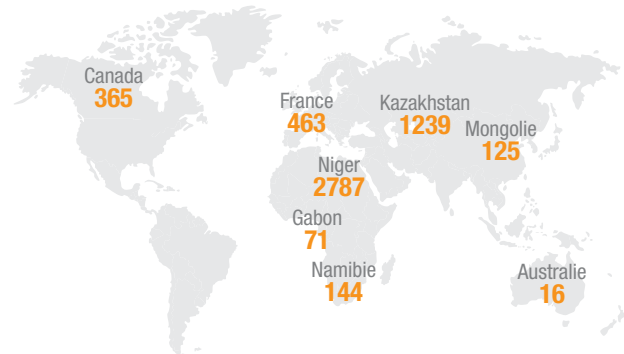 Canada
365
France
463
Kazakhstan
1239
Mongolie
125
Niger
2787
Gabon
71
Namibie
144
Australie
16